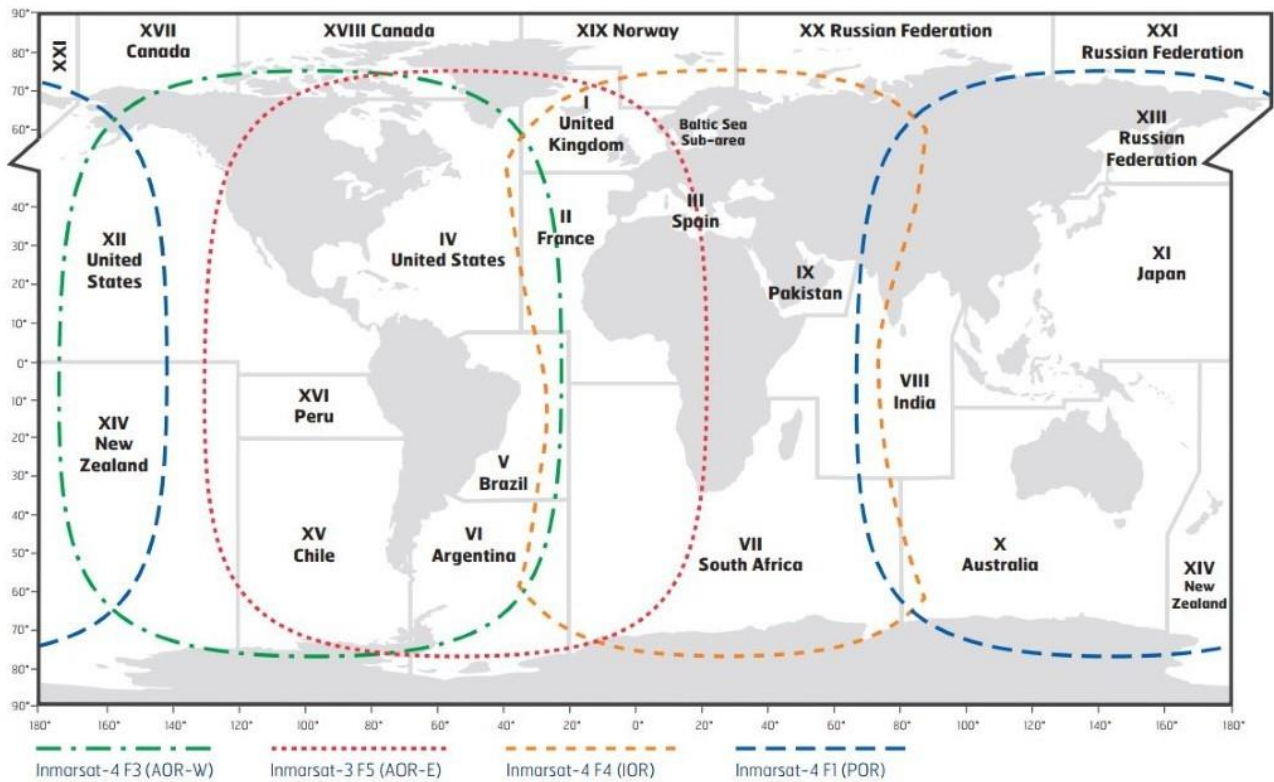 90°
80°
70°
60°
40°
30°
20°
10°
0°
10°
20°
30°
40°
50°
60°
70°
80°
90°
XXI
XVII
Canada
XVIII Canada
XIX Norway
XX Russian Federation
XXI
Russian Federation
I
United
Kingdom
Baltic Sea
Sub-area
XIII
Russian
Federation
XII
United
States
IV
United States
II
France
III
Spain
IX
Pakistan
XI
Japan
XVI
Peru
VIII
India
XIV
New
Zealand
V
Brazil
XV
Chile
VI
Argentina
VII
South Africa
X
Australia
XIV
New
Zealand
180° 160° 140° 120° 100° 80° 60° 40° 20° 0° 20° 40° 60° 80° 100° 120° 140° 160° 180°
Inmarsat-4 F3 (AOR-W) Inmarsat-3 F5 (AOR-E) Inmarsat-4 F4 (IOR) Inmarsat-4 F1 (POR)